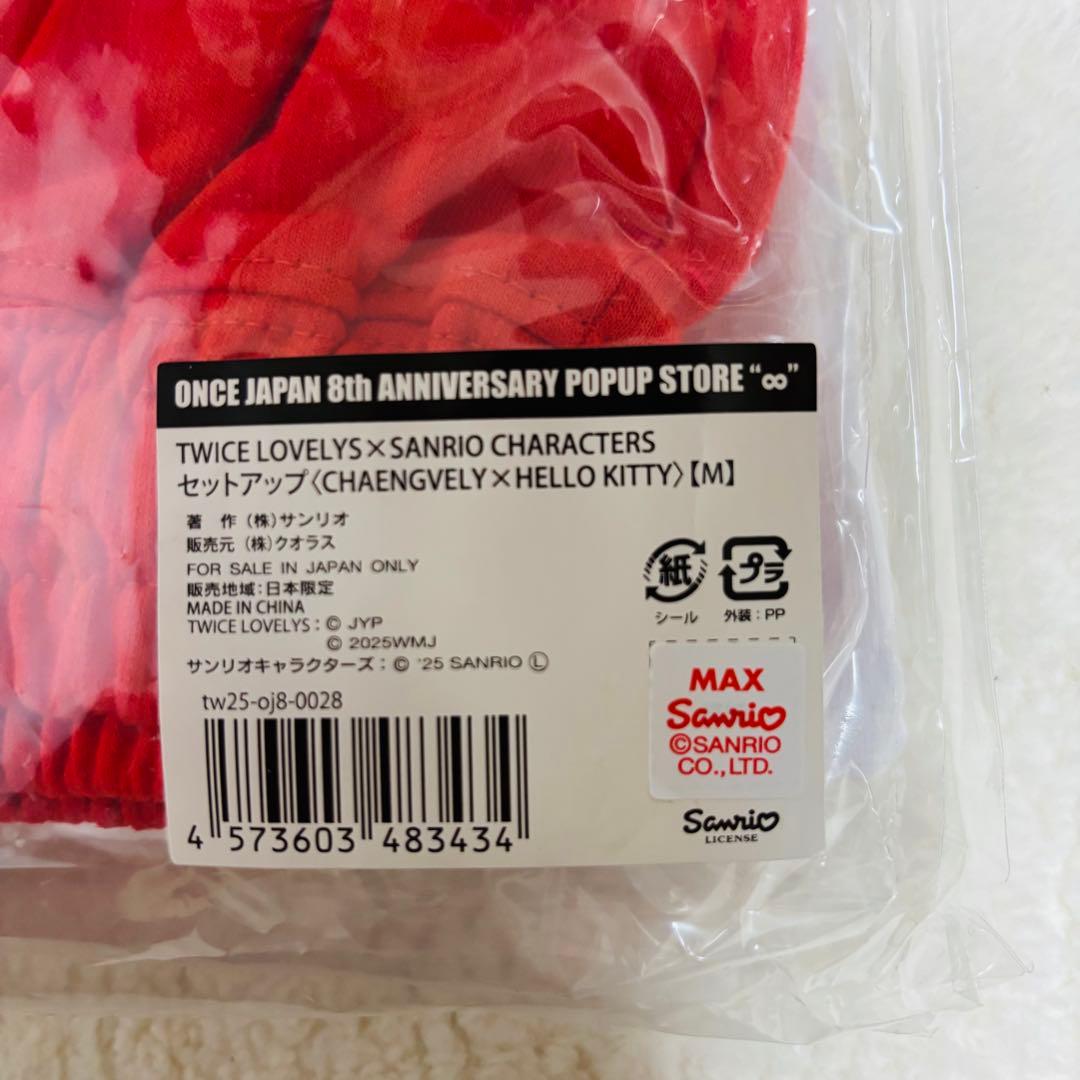 ONCE JAPAN 8th ANNIVERSARY POPUP STORE “∞”
TWICE LOVELYS×SANRIO CHARACTERS
セットアップ〈CHAENGVELY×HELLO KITTY〉【M】
著 作 (株)サンリオ
販売元 (株)クオラス
FOR SALE IN JAPAN ONLY
販売地域：日本限定
MADE IN CHINA
TWICE LOVELYS：© JYP
© 2025WMJ
サンリオキャラクターズ：© '25 SANRIO Ⓛ
紙
シール
プラ
外装：PP
tw25-oj8-0028
4 573603 483434
MAX
Sanrio
©SANRIO
CO.,LTD.
Sanrio
LICENSE